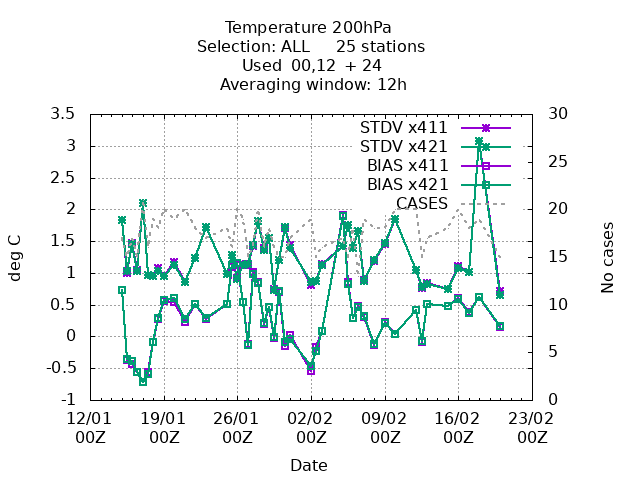 Temperature 200hPa
Selection: ALL 25 stations
Used 00,12 + 24
Averaging window: 12h
3.5
3
2.5
2
1.5
1
0.5
0
-0.5
-1
deg C
30
25
20
15
10
5
0
No cases
STDV x411
STDV x421
BIAS x411
BIAS x421
CASES
12/01 19/01 26/01 02/02 09/02 16/02 23/02
00Z 00Z 00Z 00Z 00Z 00Z 00Z
Date